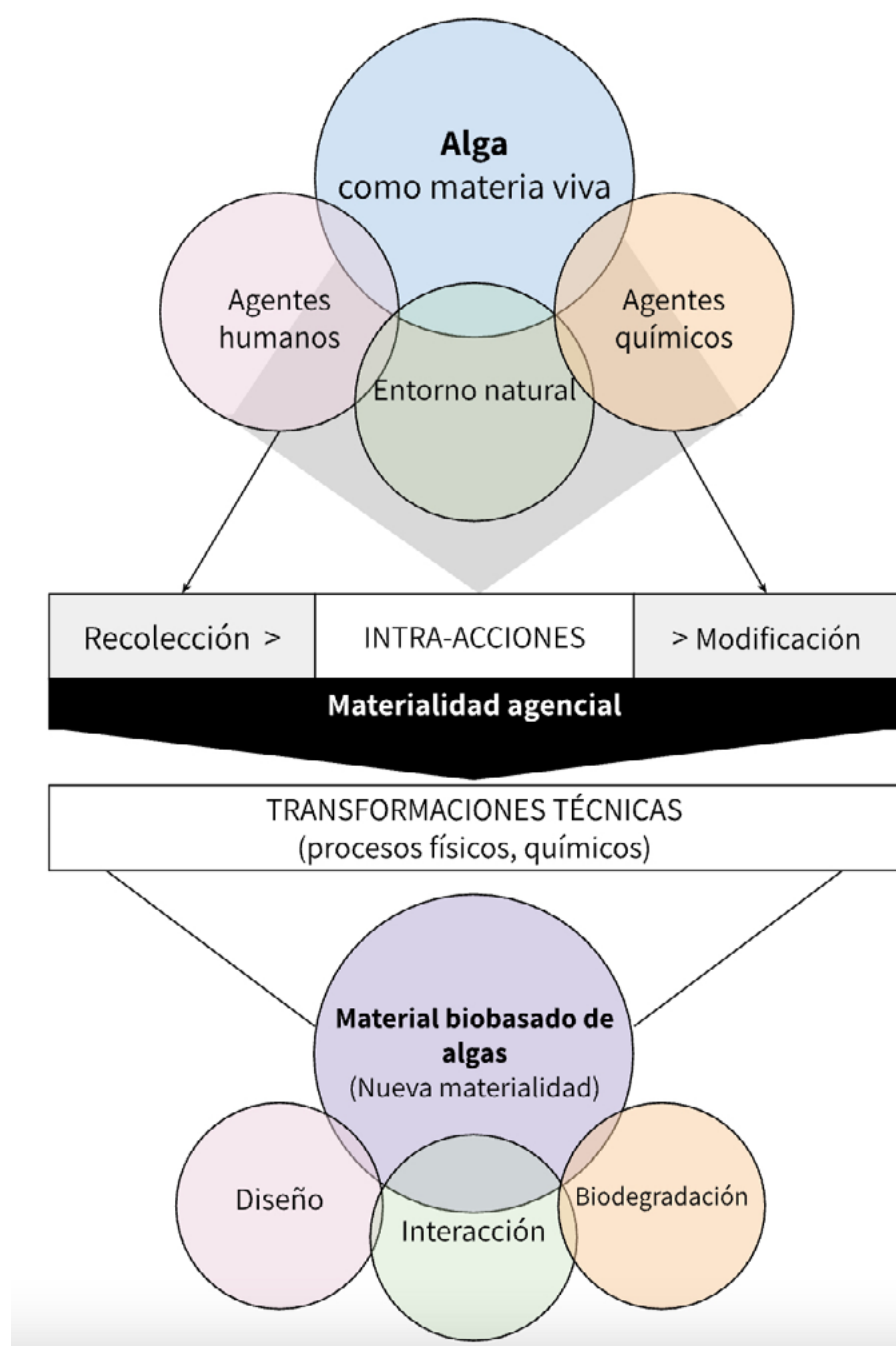 Alga
como materia viva
Agentes
humanos
Agentes
químicos
Entorno natural
Recolección >
INTRA-ACCIONES
> Modificación
Materialidad agencial
TRANSFORMACIONES TÉCNICAS
(procesos físicos, químicos)
Material biobasado de
algas
(Nueva materialidad)
Diseño
Interacción
Biodegradación